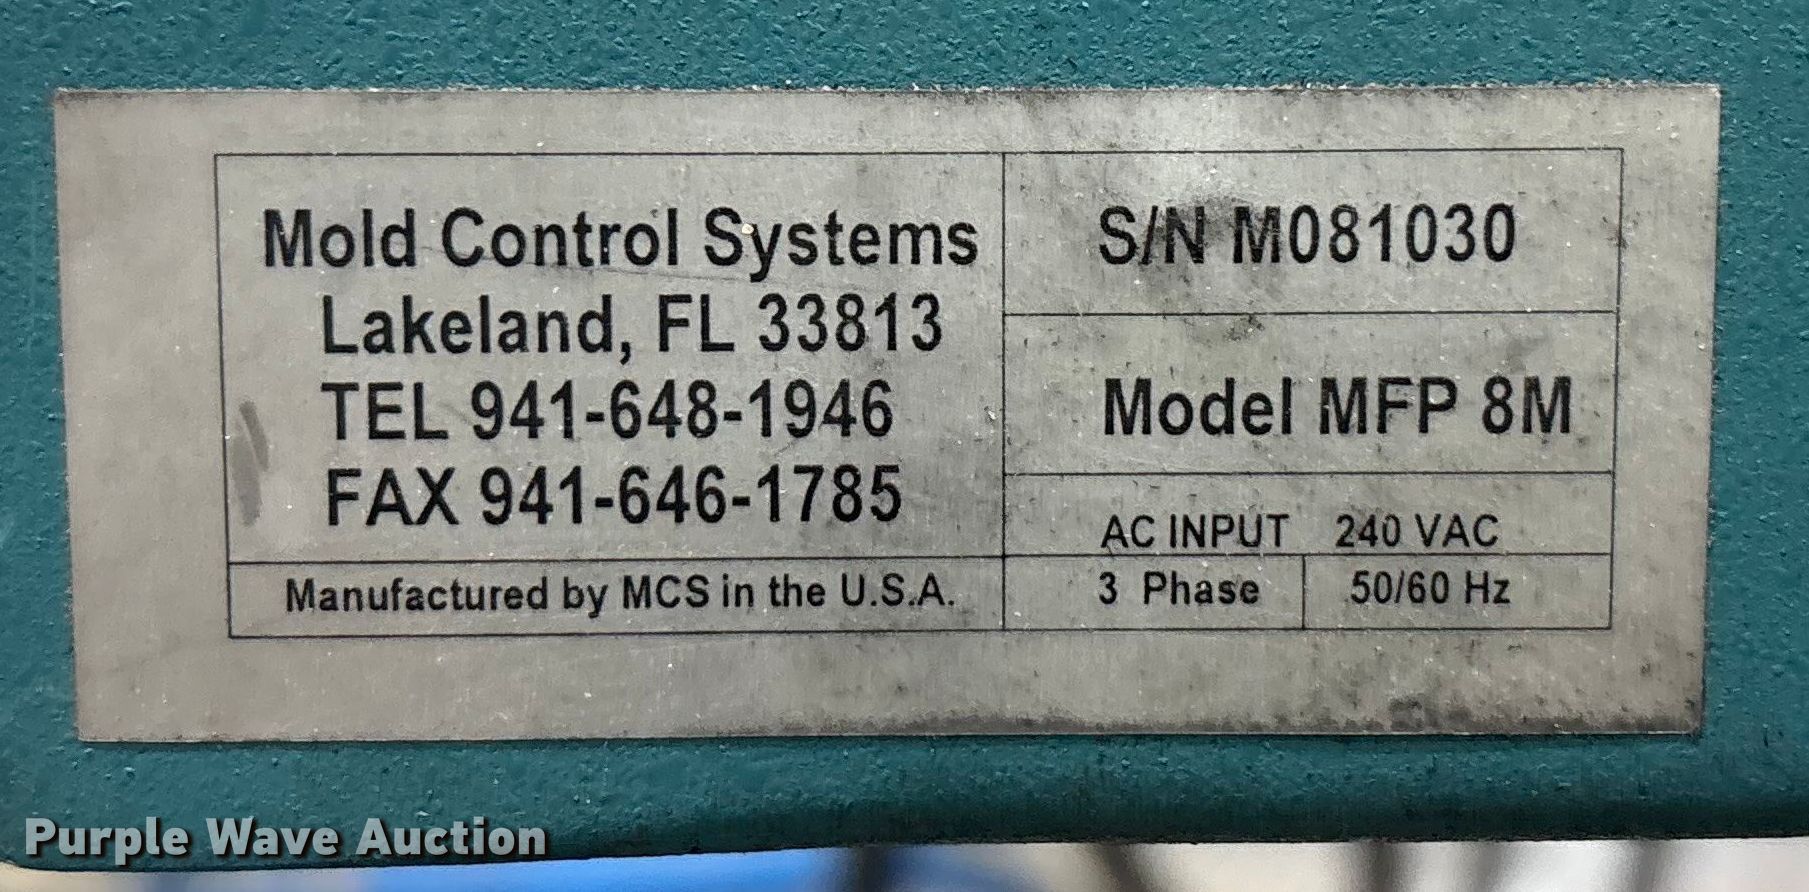 Mold Control Systems
Lakeland, FL 33813
TEL 941-648-1946
FAX 941-646-1785
Manufactured by MCS in the U.S.A.
S/N M081030
Model MFP 8M
AC INPUT 240 VAC
3 Phase 50/60 Hz
Purple Wave Auction